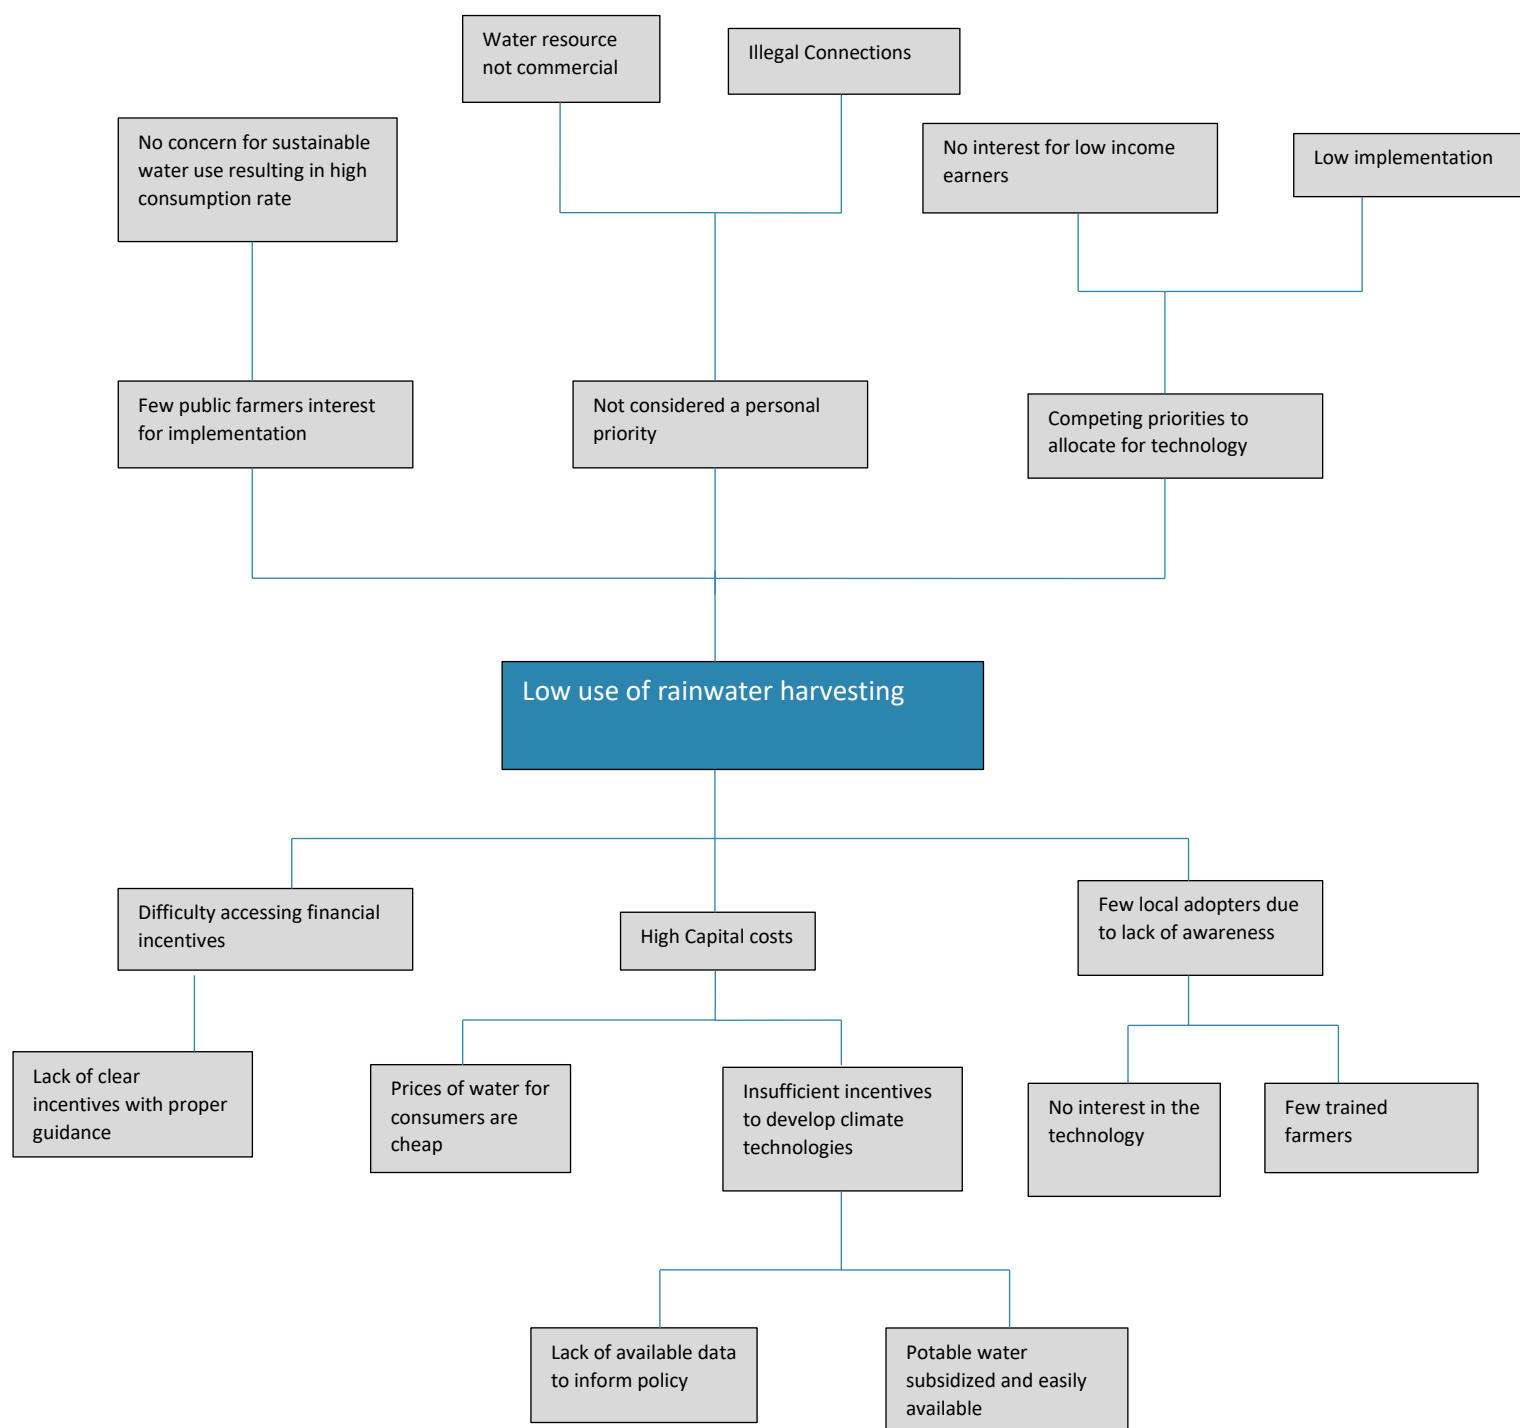 Water resource
not commercial
Illegal Connections
No concern for sustainable
water use resulting in high
consumption rate
No interest for low income
earners
Low implementation
Few public farmers interest
for implementation
Not considered a personal
priority
Competing priorities to
allocate for technology
Low use of rainwater harvesting
Difficulty accessing financial
incentives
High Capital costs
Few local adopters due
to lack of awareness
Lack of clear
incentives with proper
guidance
Prices of water for
consumers are
cheap
Insufficient incentives
to develop climate
technologies
No interest in the
technology
Few trained
farmers
Lack of available data
to inform policy
Potable water
subsidized and easily
available